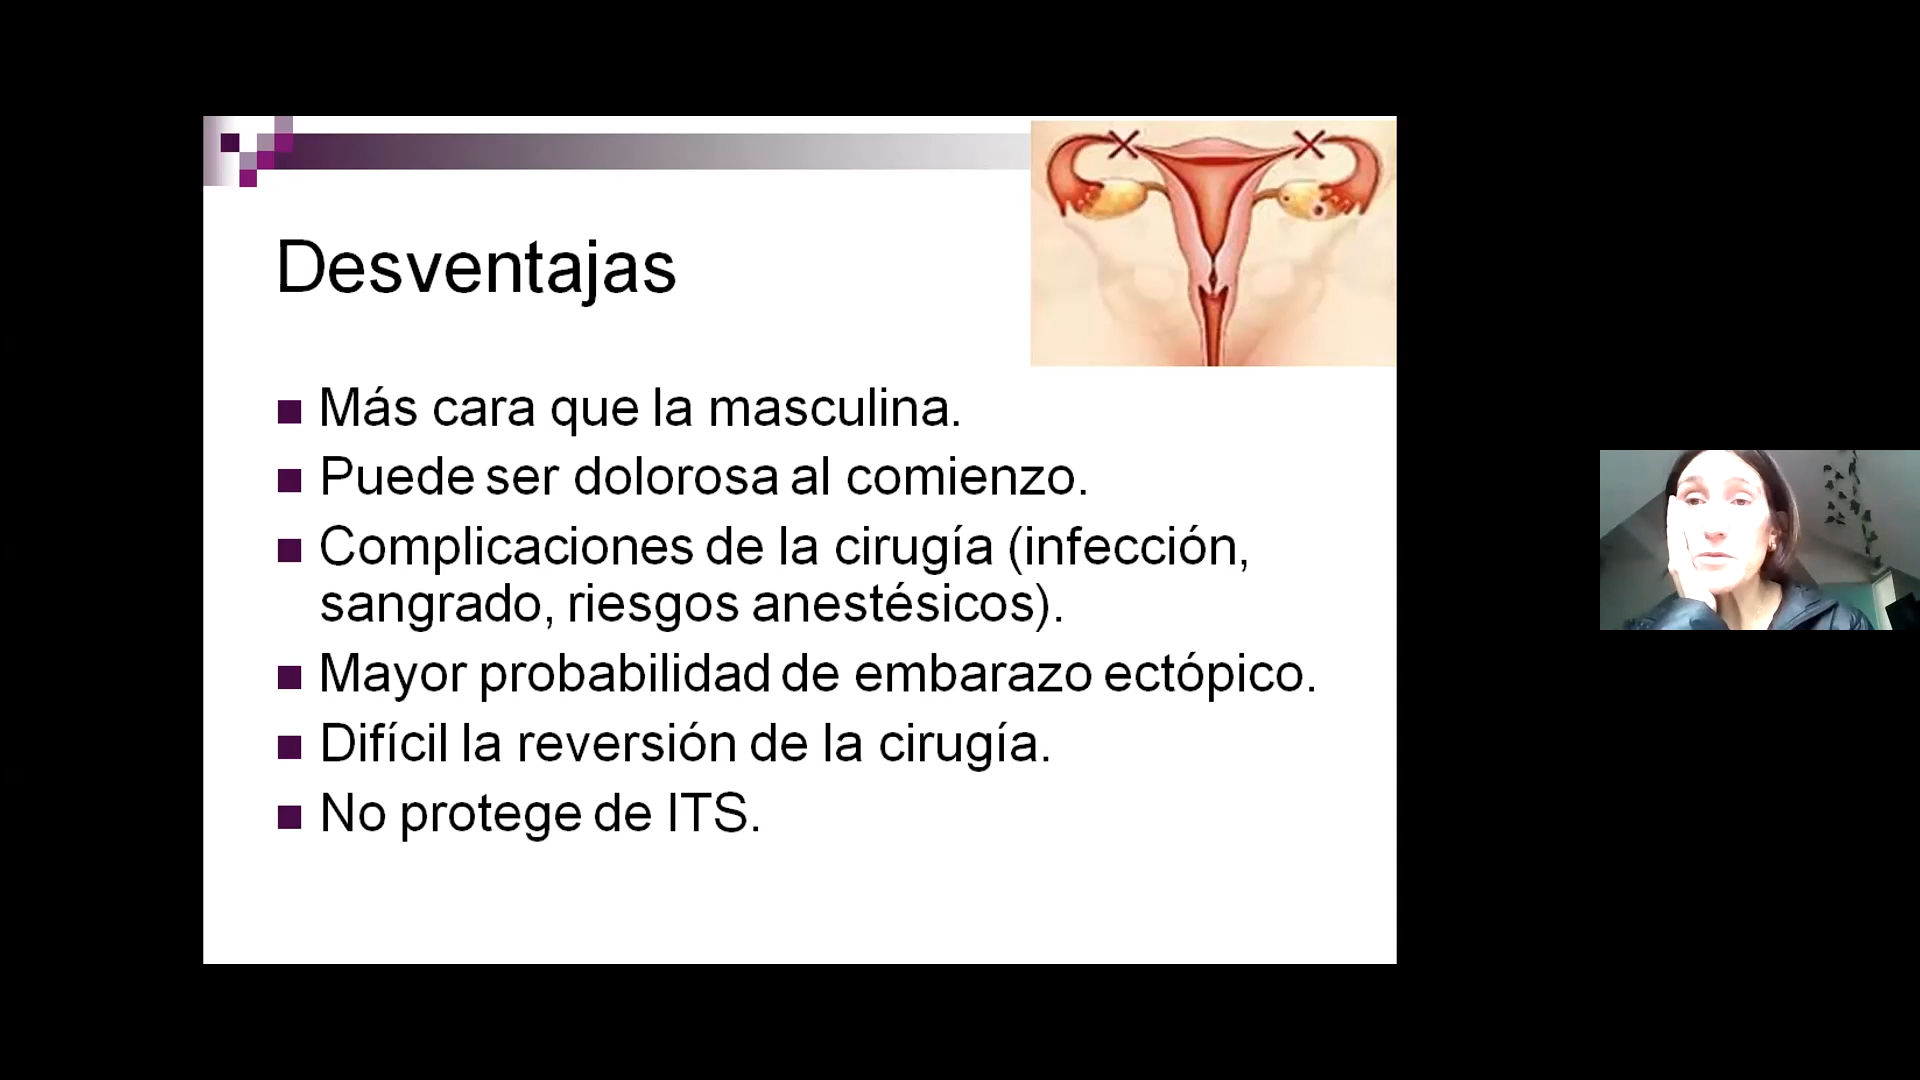 Desventajas
Más cara que la masculina.
Puede ser dolorosa al comienzo.
Complicaciones de la cirugía (infección,
sangrado, riesgos anestésicos).
Mayor probabilidad de embarazo ectópico.
Difícil la reversión de la cirugía.
No protege de ITS.